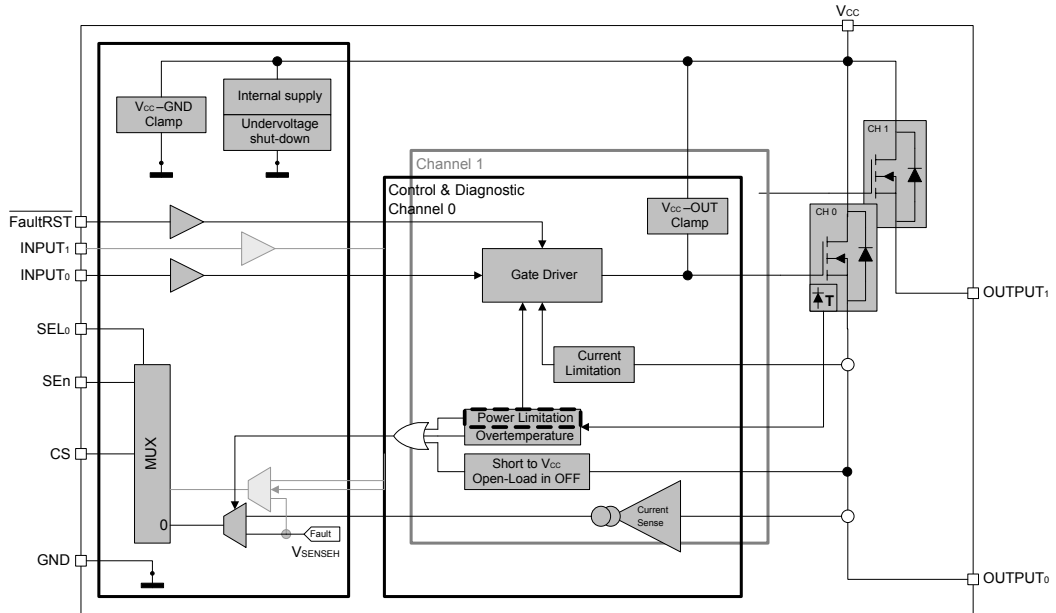 VCC
VCC–GND
Clamp
Internal supply
Undervoltage
shut-down
CH 1
Channel 1
Control & Diagnostic
Channel 0
VCC–OUT
Clamp
CH 0
FaultRST
INPUT1
INPUT0
Gate Driver
T
OUTPUT1
SEL0
SEn
CS
GND
MUX
0
Current
Limitation
Power Limitation
Overtemperature
Short to VCC
Open-Load in OFF
Current
Sense
Fault
VSENSEH
OUTPUT0